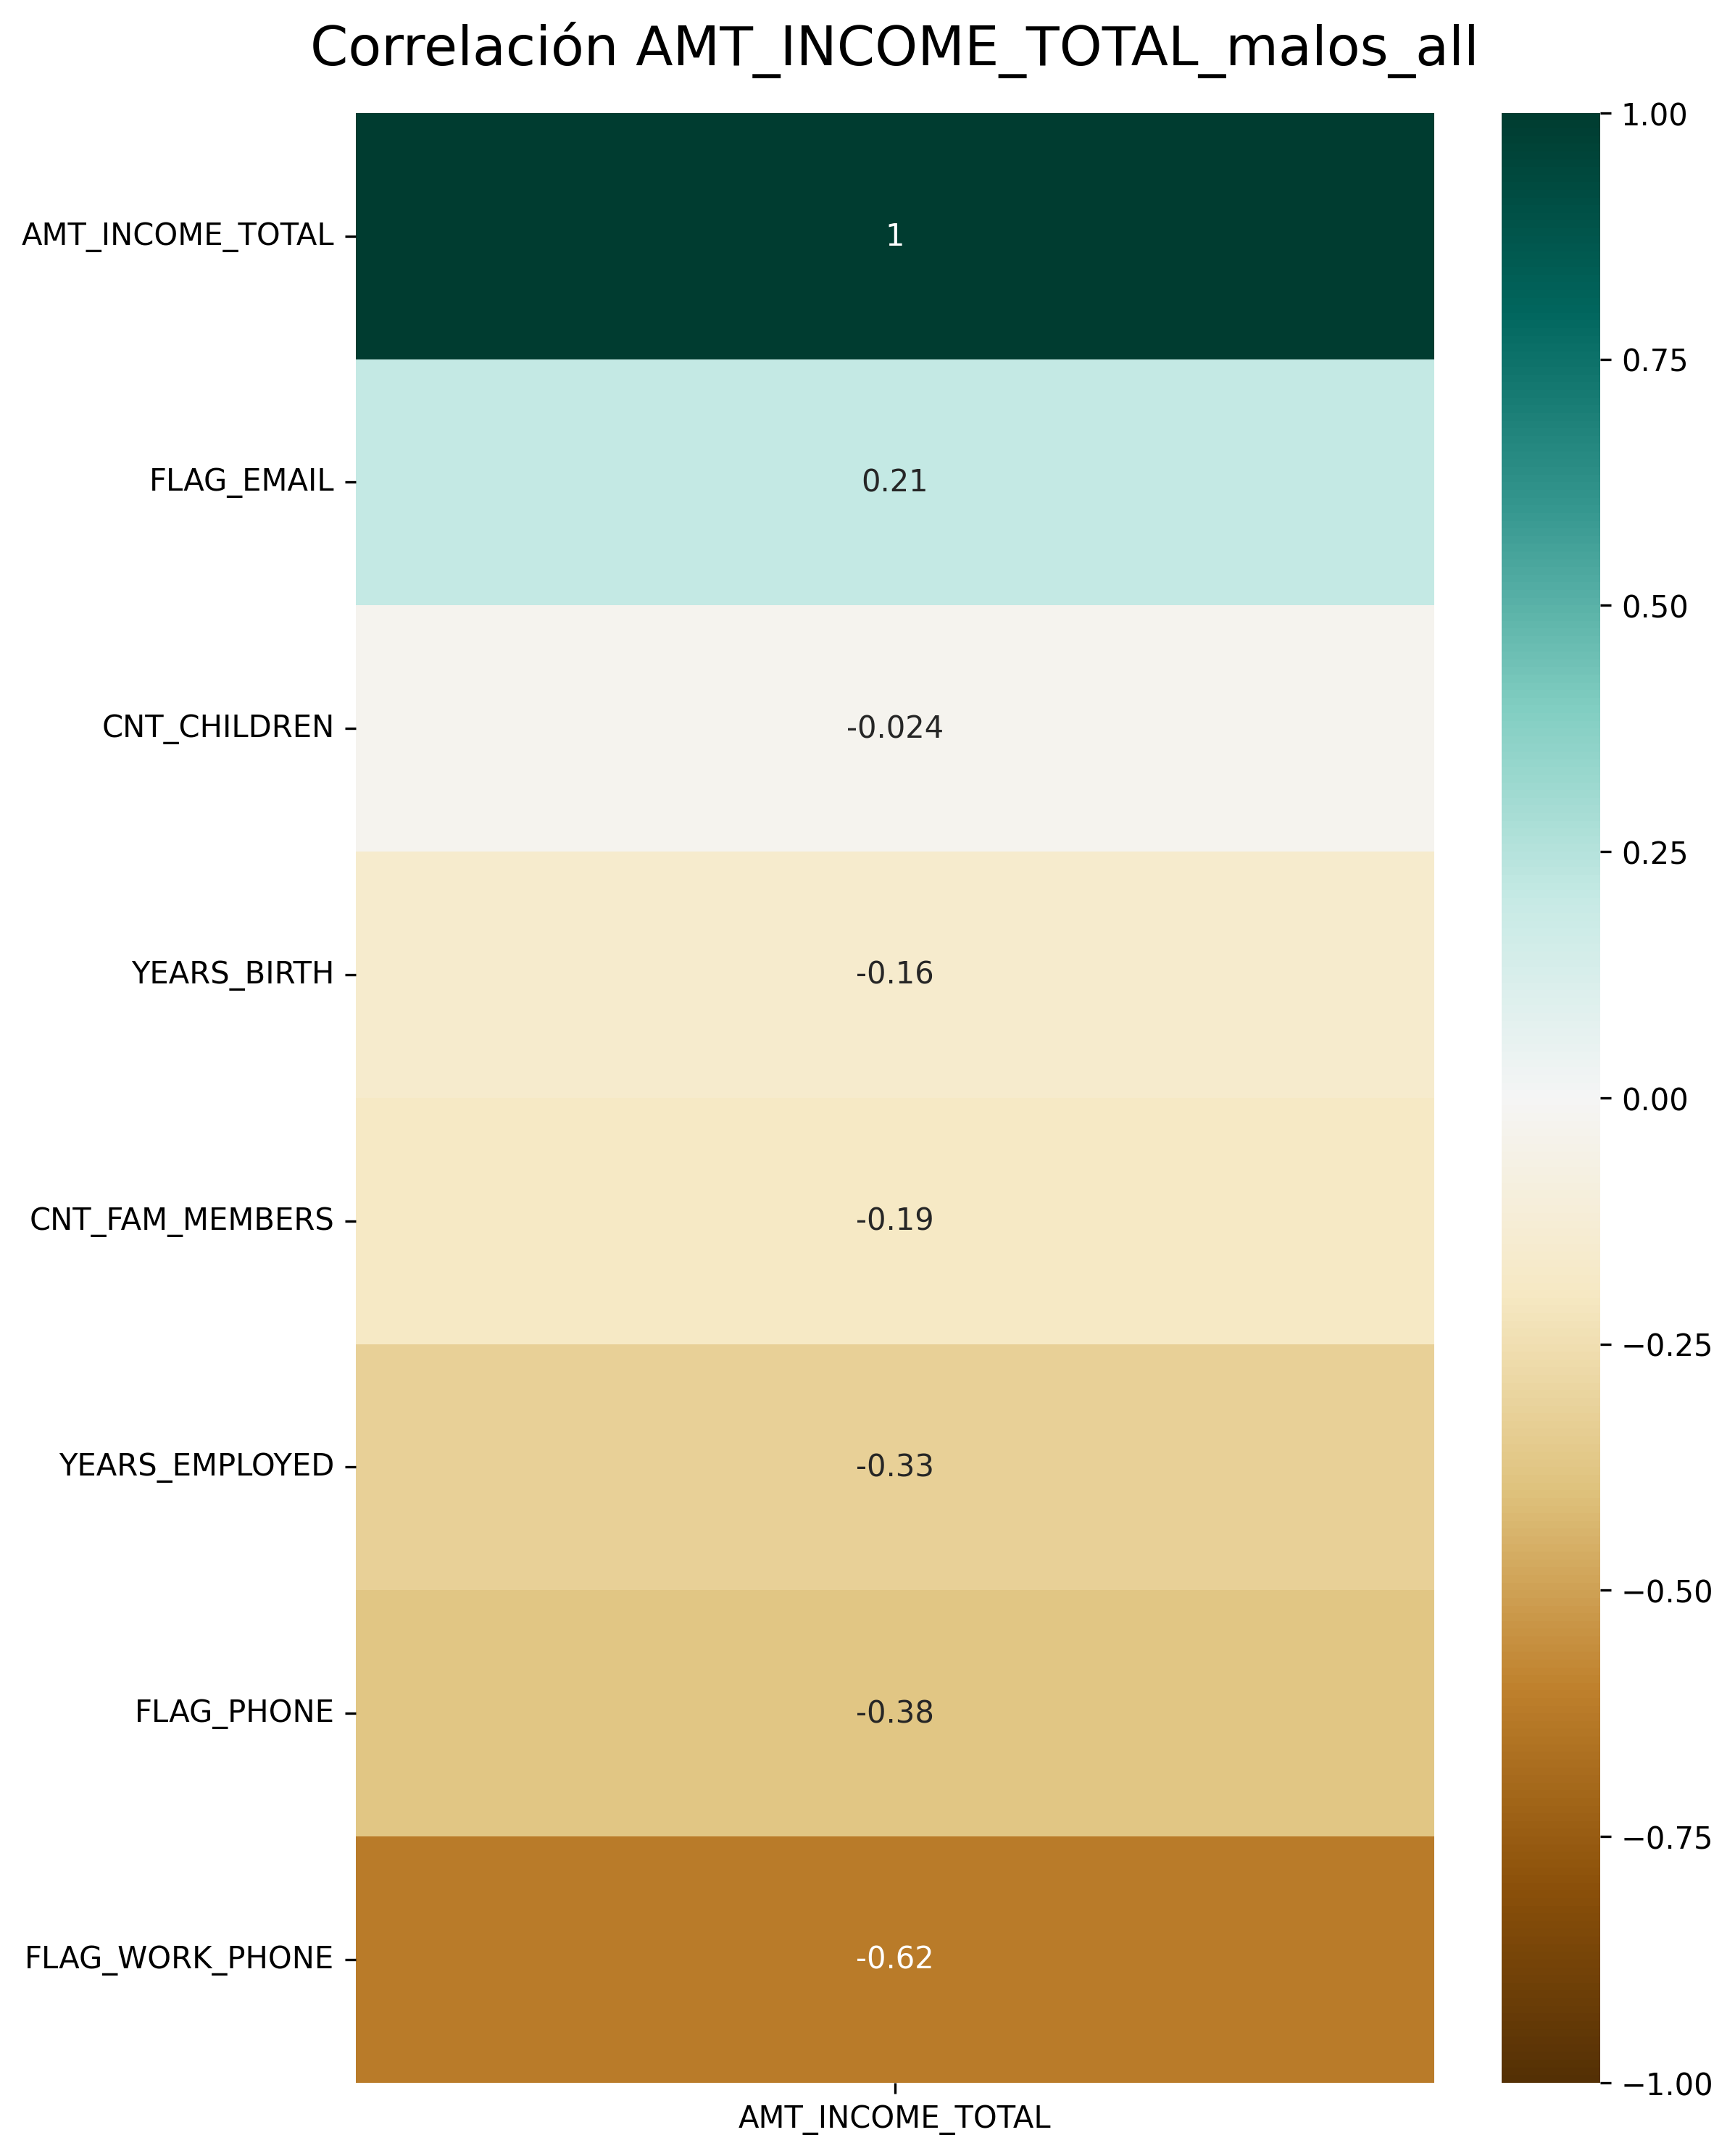 Correlación AMT_INCOME_TOTAL_malos_all
AMT_INCOME_TOTAL
1
FLAG_EMAIL
0.21
CNT_CHILDREN
-0.024
YEARS_BIRTH
-0.16
CNT_FAM_MEMBERS
-0.19
YEARS_EMPLOYED
-0.33
FLAG_PHONE
-0.38
FLAG_WORK_PHONE
-0.62
AMT_INCOME_TOTAL
1.00
0.75
0.50
0.25
0.00
−0.25
−0.50
−0.75
−1.00